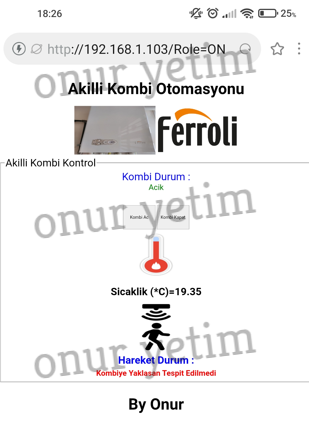 18:26
25%
http://192.168.1.103/Role=ON
onur yetim
Akilli Kombi Otomasyonu
Ferroli
Akilli Kombi Kontrol
Kombi Durum :
Acik
onur yetim
Kombi Ac Kombi Kapat
Sicaklik (*C)=19.35
onur yetim
Hareket Durum :
Kombiye Yaklasan Tespit Edilmedi
By Onur